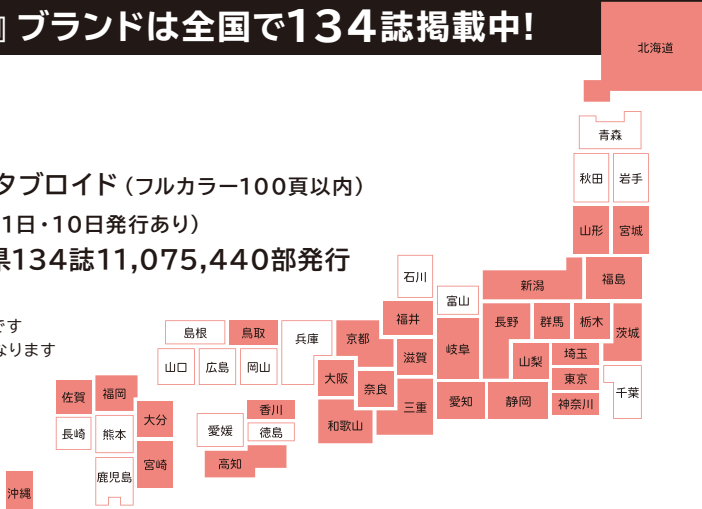 』ブランドは全国で134誌掲載中!
北海道
青森
タブロイド(フルカラー100頁以内)
秋田 岩手
1日・10日発行あり)
山形 宮城
県134誌11,075,440部発行
石川 新潟 福島
富山
です
島根 鳥取 兵庫 京都 福井 長野 群馬 栃木 茨城
なります
山口 広島 岡山 滋賀 岐阜 山梨 埼玉
大阪 奈良 東京 千葉
佐賀 福岡 三重 愛知 静岡 神奈川
大分 香川 和歌山
長崎 熊本 愛媛 徳島
宮崎 高知
鹿児島
沖縄